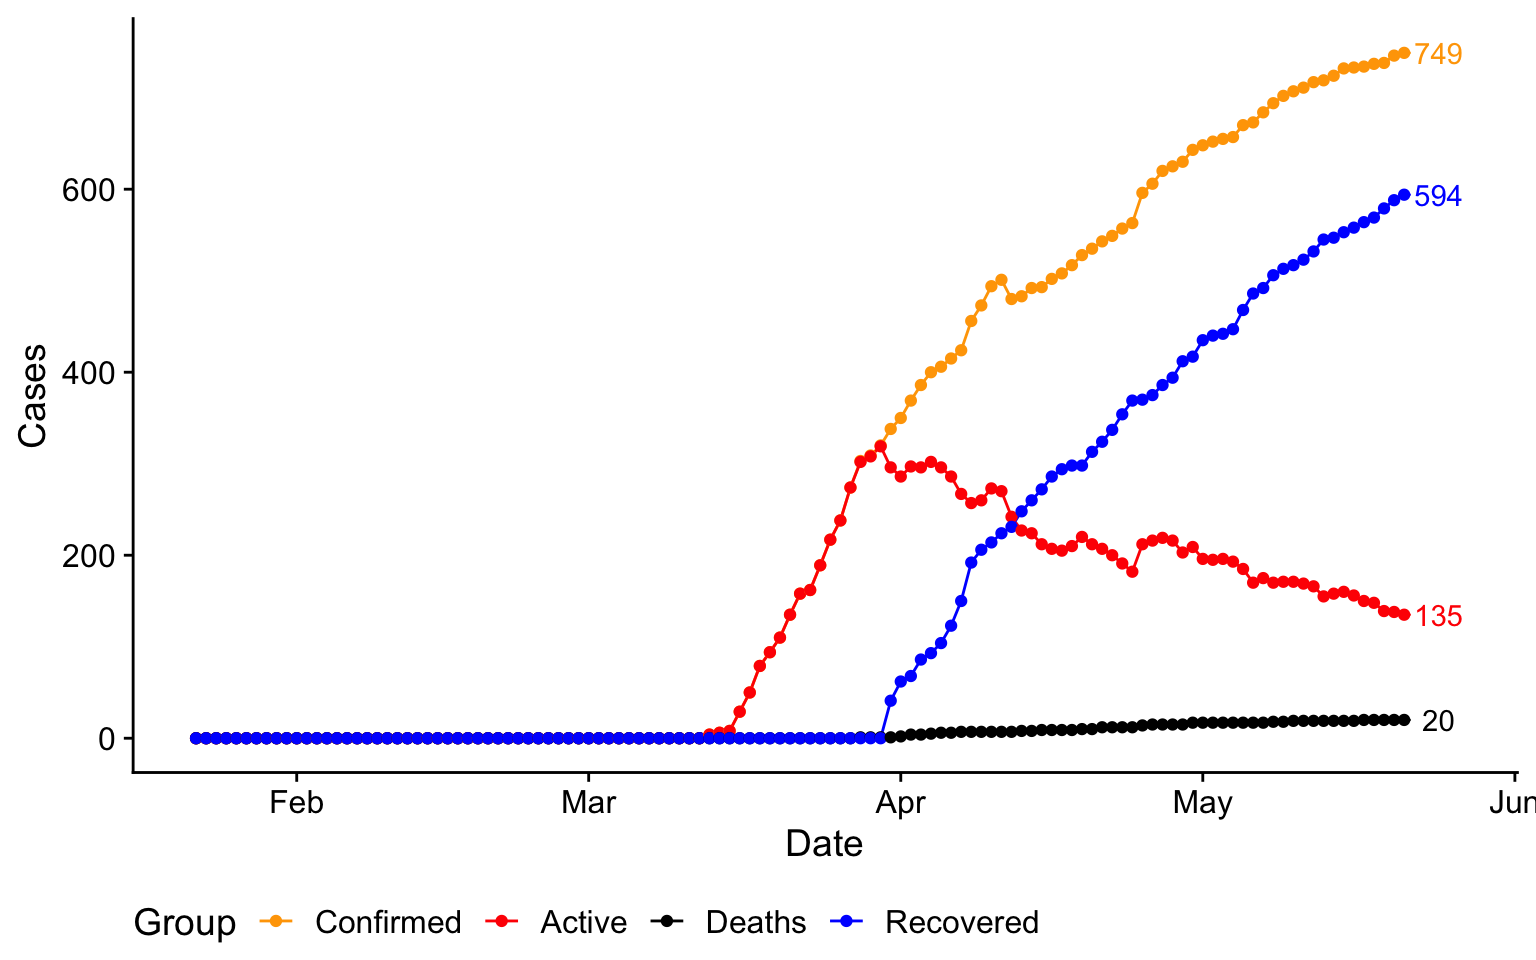 749
600
594
Cases
400
200
135
20
0
Feb Mar Apr May Jun
Date
Group Confirmed Active Deaths Recovered